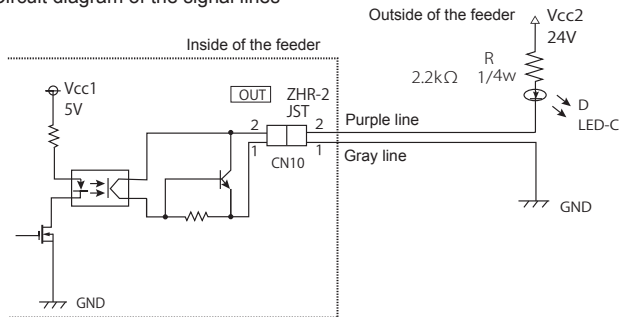 Circuit diagram of the signal lines
Outside of the feeder
Vcc2
24V
Inside of the feeder
R
2.2kΩ 1/4w
Vcc1
5V
OUT
ZHR-2
JST
D
LED-C
2 2
Purple line
1 1
Gray line
CN10
GND
GND